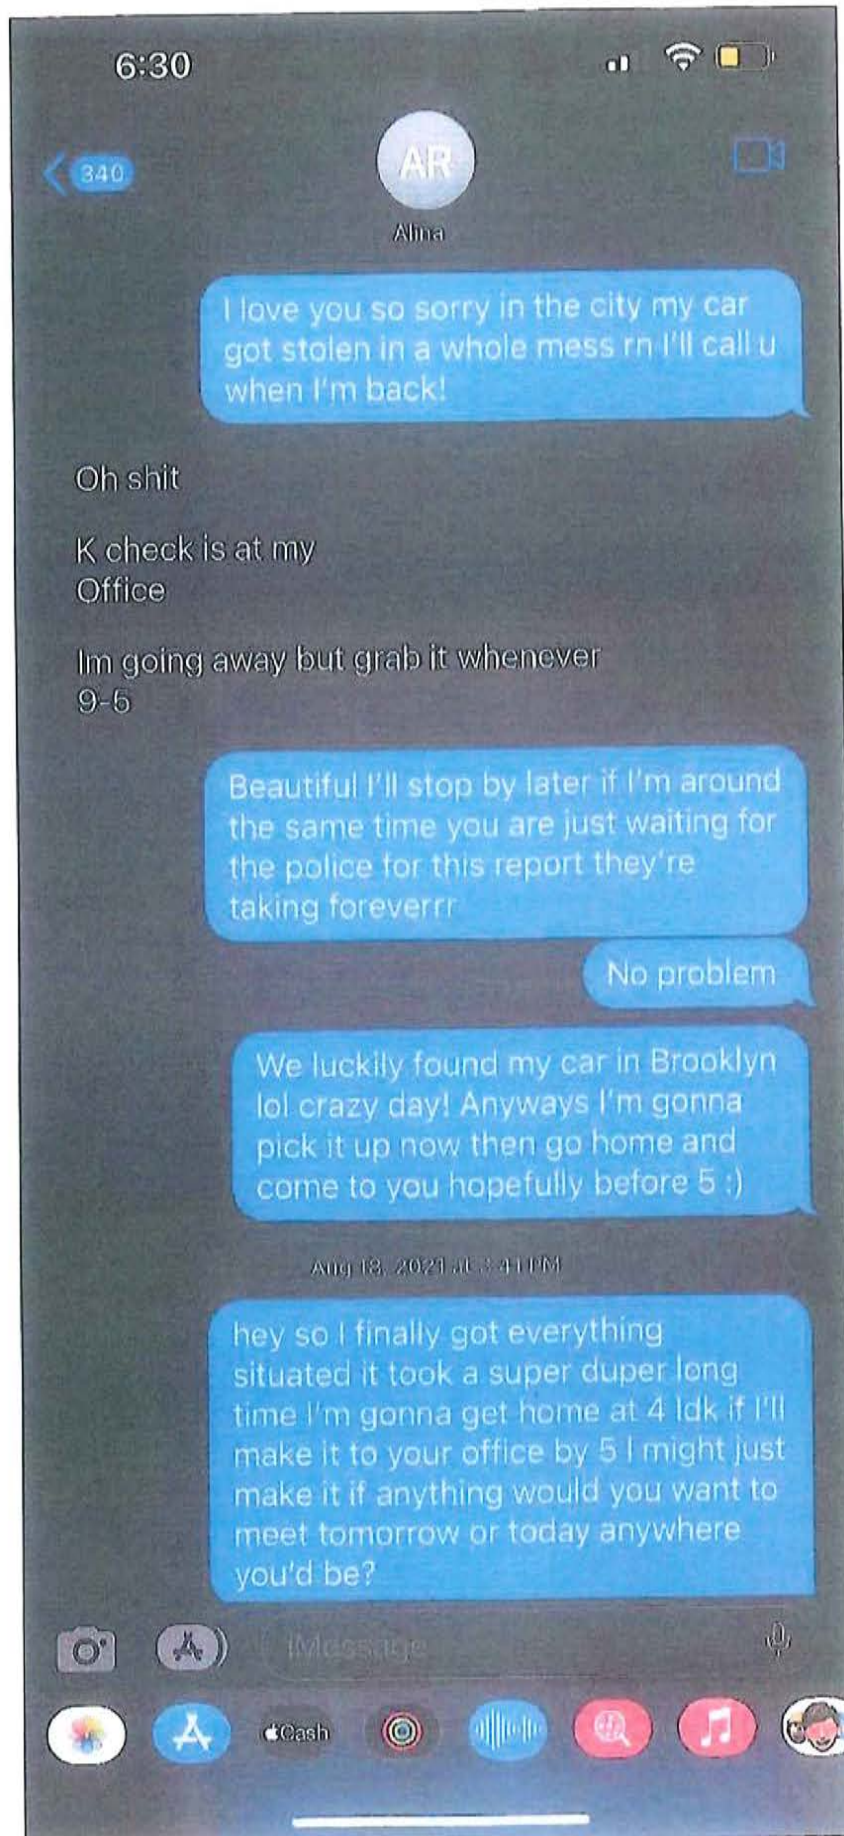 6:30
340
AR
Alina
I love you so sorry in the city my car
got stolen in a whole mess rn I'll call u
when I'm back!
Oh shit
K check is at my
Office
Im going away but grab it whenever
9-5
Beautiful I'll stop by later if I'm around
the same time you are just waiting for
the police for this report they're
taking foreverrr
No problem
We luckily found my car in Brooklyn
lol crazy day! Anyways I'm gonna
pick it up now then go home and
come to you hopefully before 5 :)
Aug 2021 at PM
hey so I finally got everything
situated it took a super duper long
time I'm gonna get home at 4 Idk if I'll
make it to your office by 5 I might just
make it if anything would you want to
meet tomorrow or today anywhere
you'd be?
iMessage
Cash